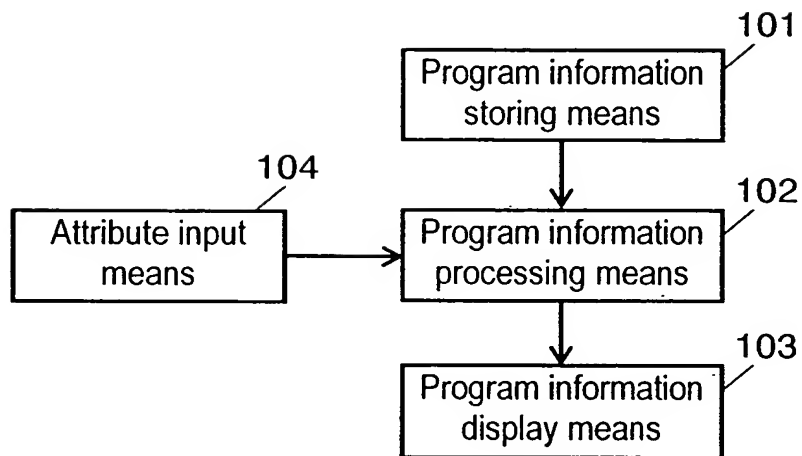 101
Program information
storing means
104
102
Attribute input
means
Program information
processing means
103
Program information
display means